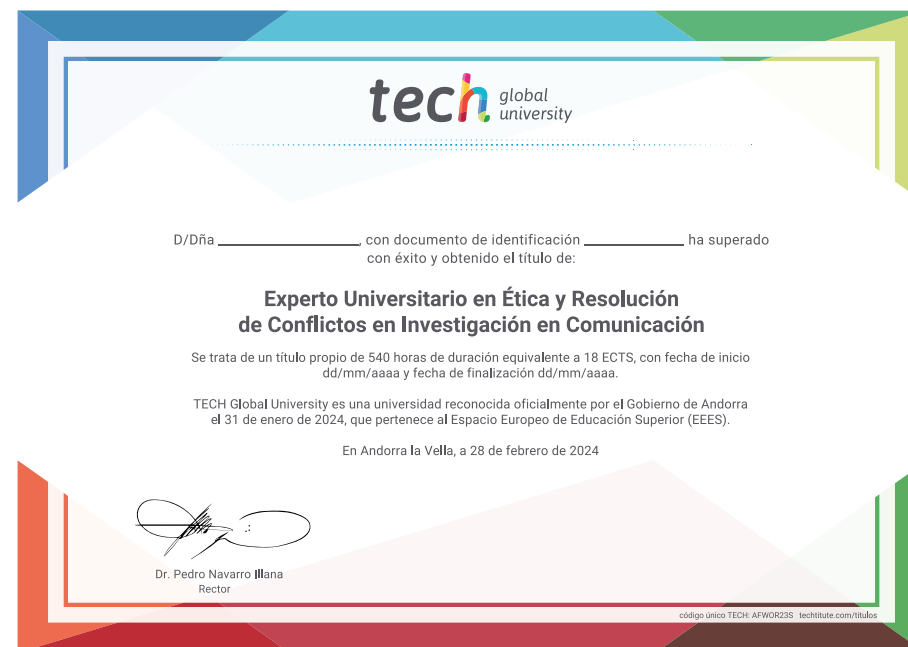 tech global university
D/Dña ____________________, con documento de identificación ______________ ha superado
con éxito y obtenido el título de:
Experto Universitario en Ética y Resolución
de Conflictos en Investigación en Comunicación
Se trata de un título propio de 540 horas de duración equivalente a 18 ECTS, con fecha de inicio
dd/mm/aaaa y fecha de finalización dd/mm/aaaa.
TECH Global University es una universidad reconocida oficialmente por el Gobierno de Andorra
el 31 de enero de 2024, que pertenece al Espacio Europeo de Educación Superior (EEES).
En Andorra la Vella, a 28 de febrero de 2024
Dr. Pedro Navarro Illana
Rector
código único TECH: AFWOR23S techtitute.com/titulos